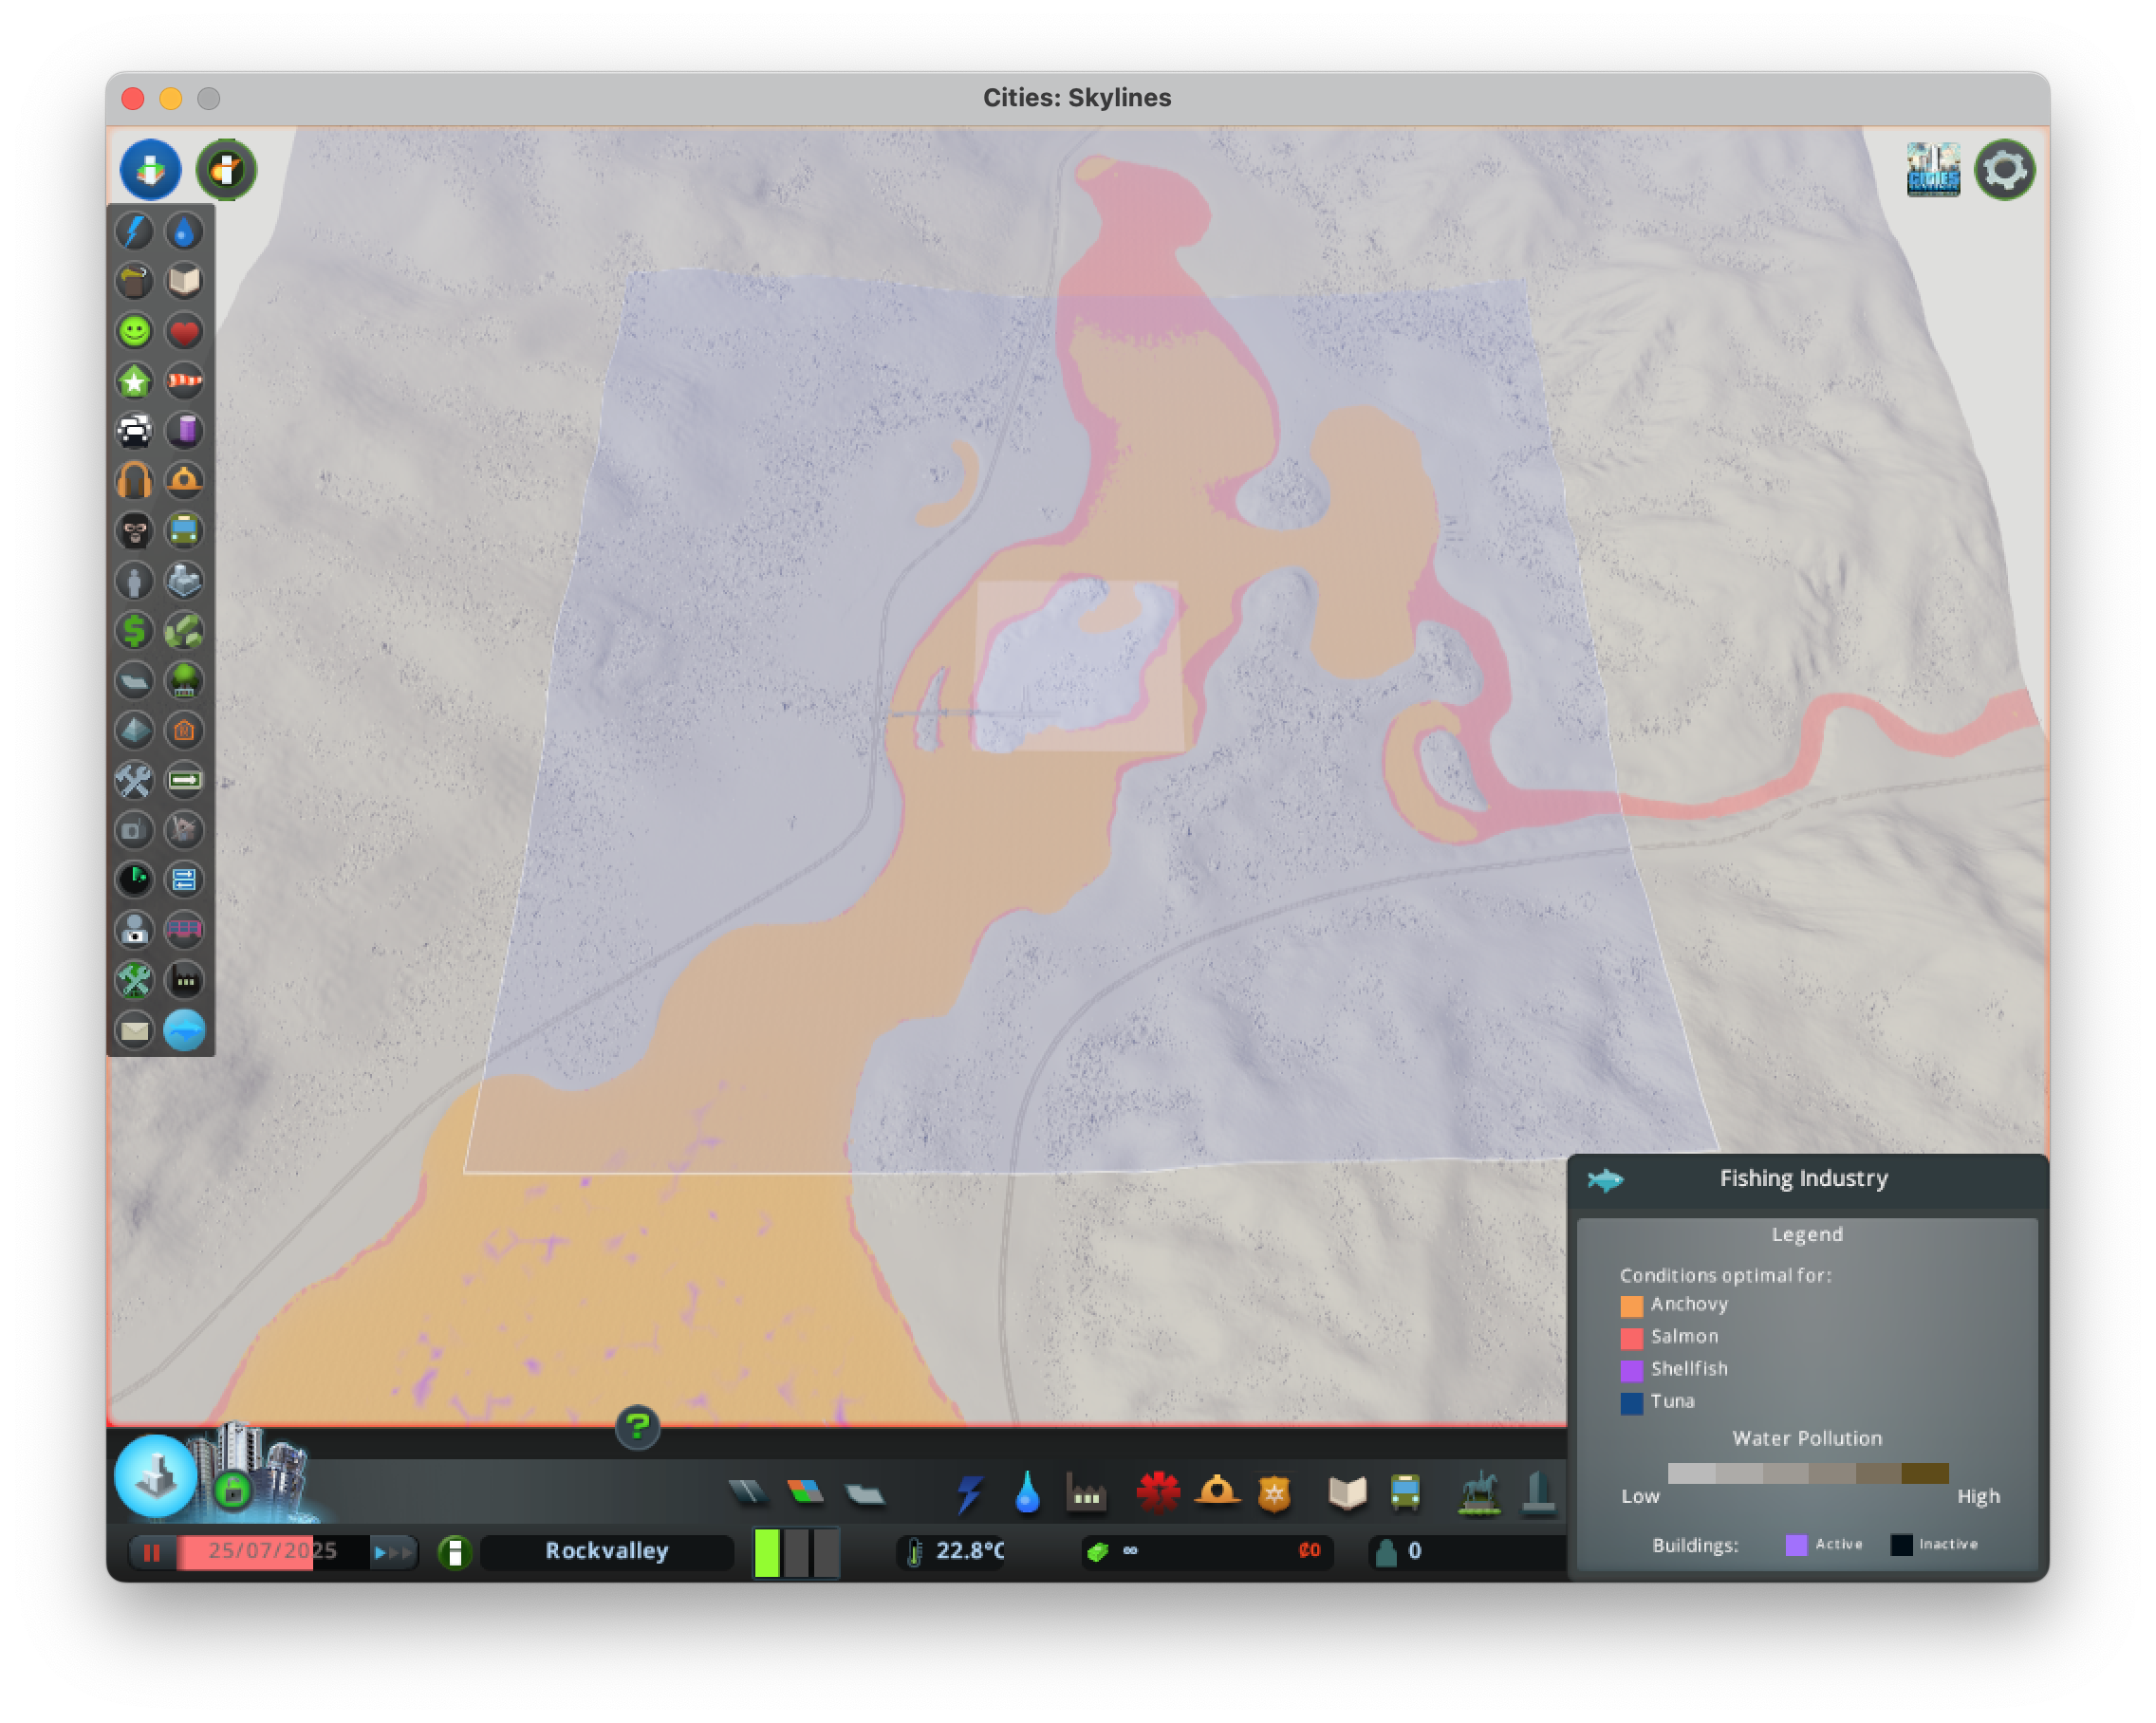 Cities: Skylines
CITIES
Fishing Industry
Legend
Conditions optimal for:
Anchovy
Salmon
Shellfish
Tuna
Water Pollution
Low
High
Buildings:
Active
Inactive
?
25/07/2025
Rockvalley
22.8°C
∞
₡0
0